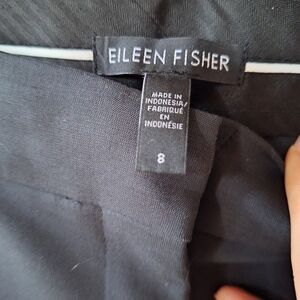 EILEEN FISHER
MADE IN
INDONESIA/
FABRIQUÉ
EN
INDONÉSIE
8